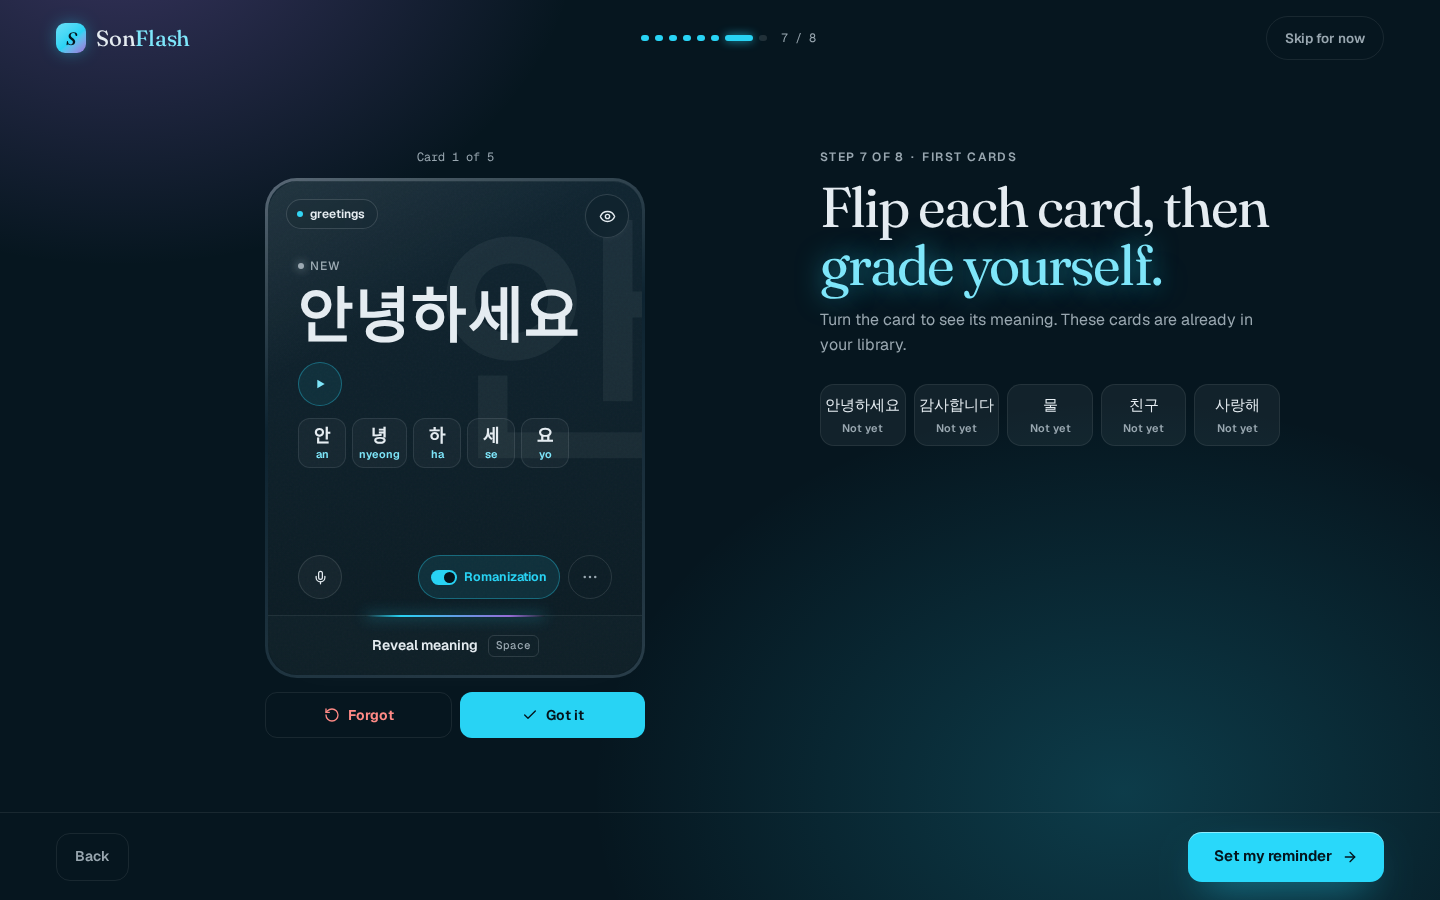 S SonFlash
7 / 8
Skip for now
Card 1 of 5
greetings
NEW
안녕하세요
안 녕 하 세 요
an nyeong ha se yo
Romanization
Reveal meaning Space
Forgot
Got it
STEP 7 OF 8 · FIRST CARDS
Flip each card, then
grade yourself.
Turn the card to see its meaning. These cards are already in
your library.
안녕하세요 감사합니다 물 친구 사랑해
Not yet Not yet Not yet Not yet Not yet
Back
Set my reminder